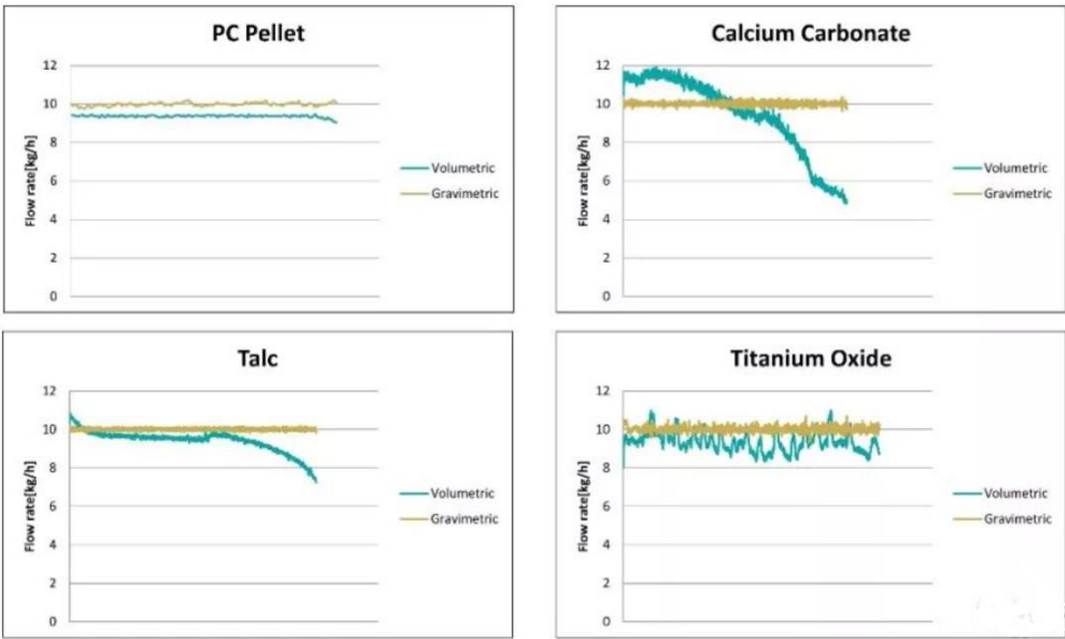 PC Pellet
Flow rate[kg/h]
12
10
8
6
4
2
0
Volumetric
Gravimetric
Calcium Carbonate
Flow rate[kg/h]
12
10
8
6
4
2
0
Volumetric
Gravimetric
Talc
Flow rate[kg/h]
12
10
8
6
4
2
0
Volumetric
Gravimetric
Titanium Oxide
Flow rate[kg/h]
12
10
8
6
4
2
0
Volumetric
Gravimetric